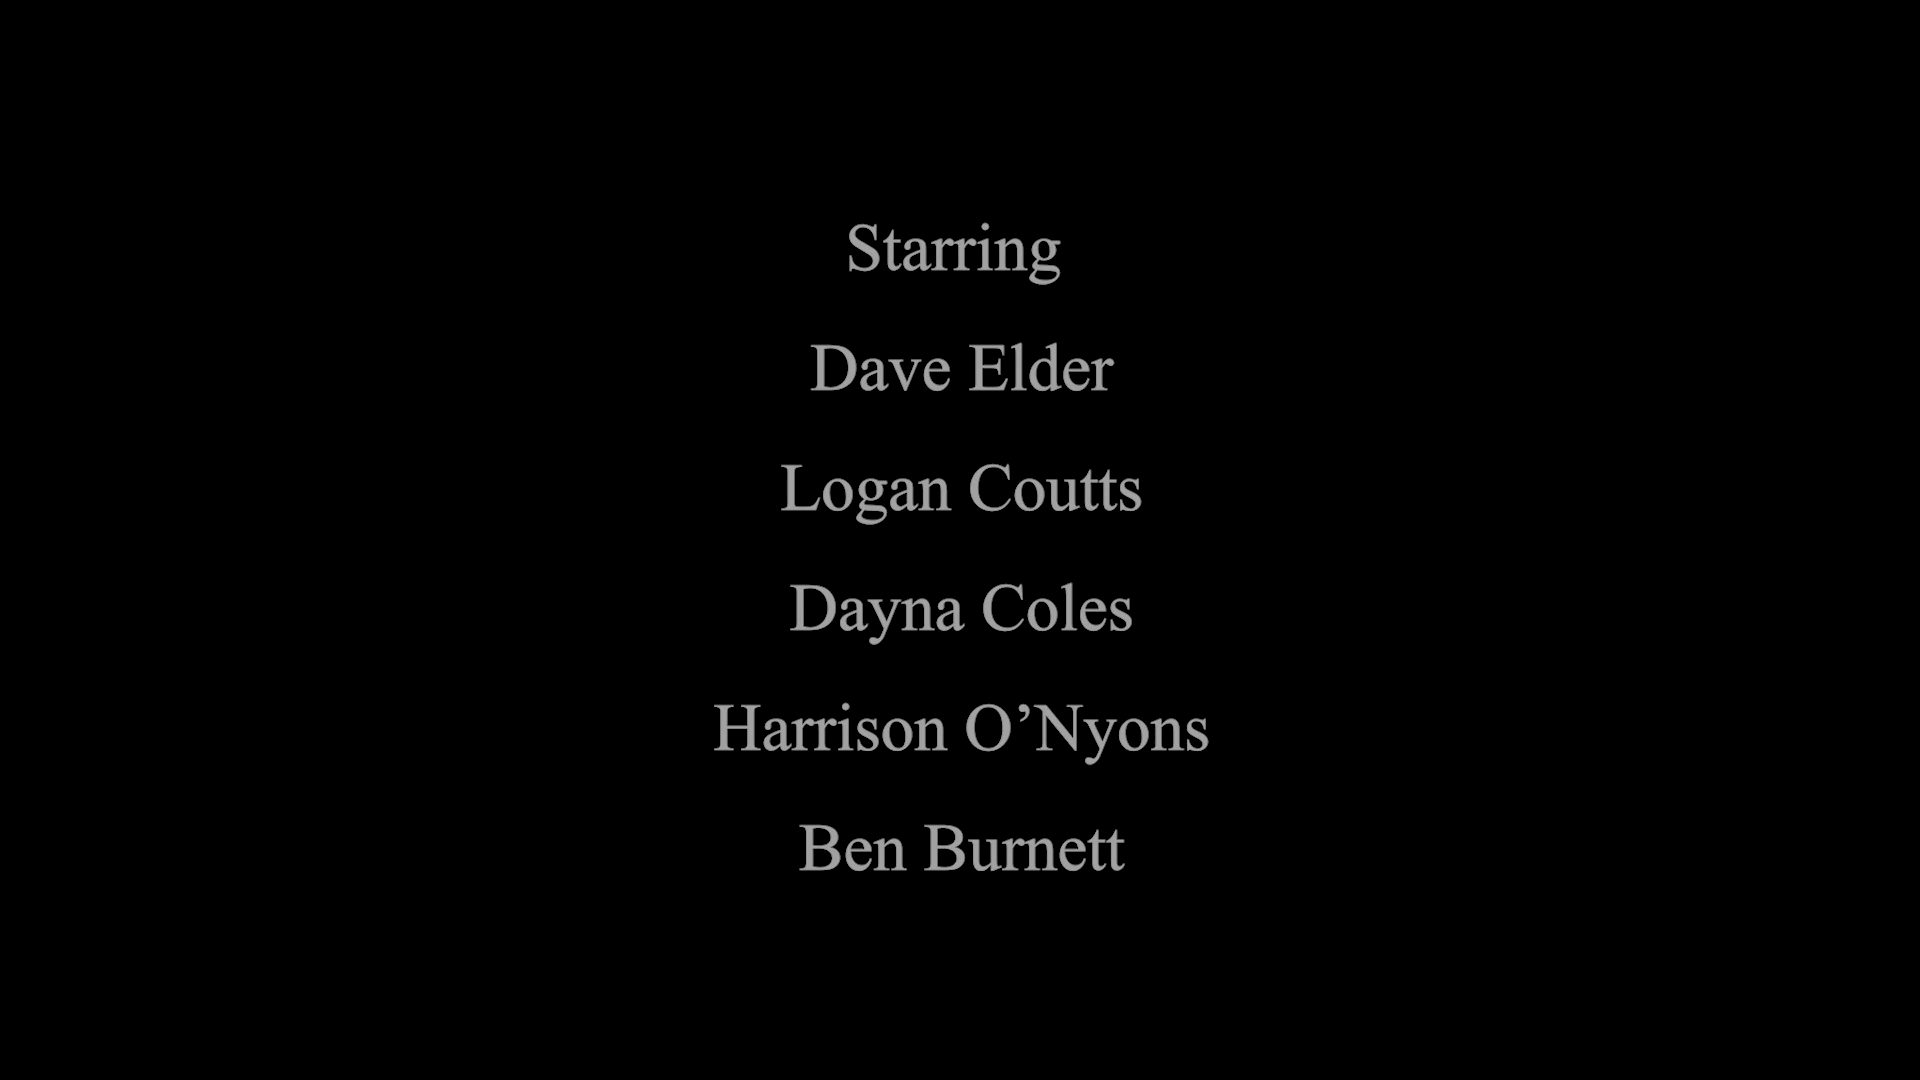 Starring
Dave Elder
Logan Coutts
Dayna Coles
Harrison O’Nyons
Ben Burnett